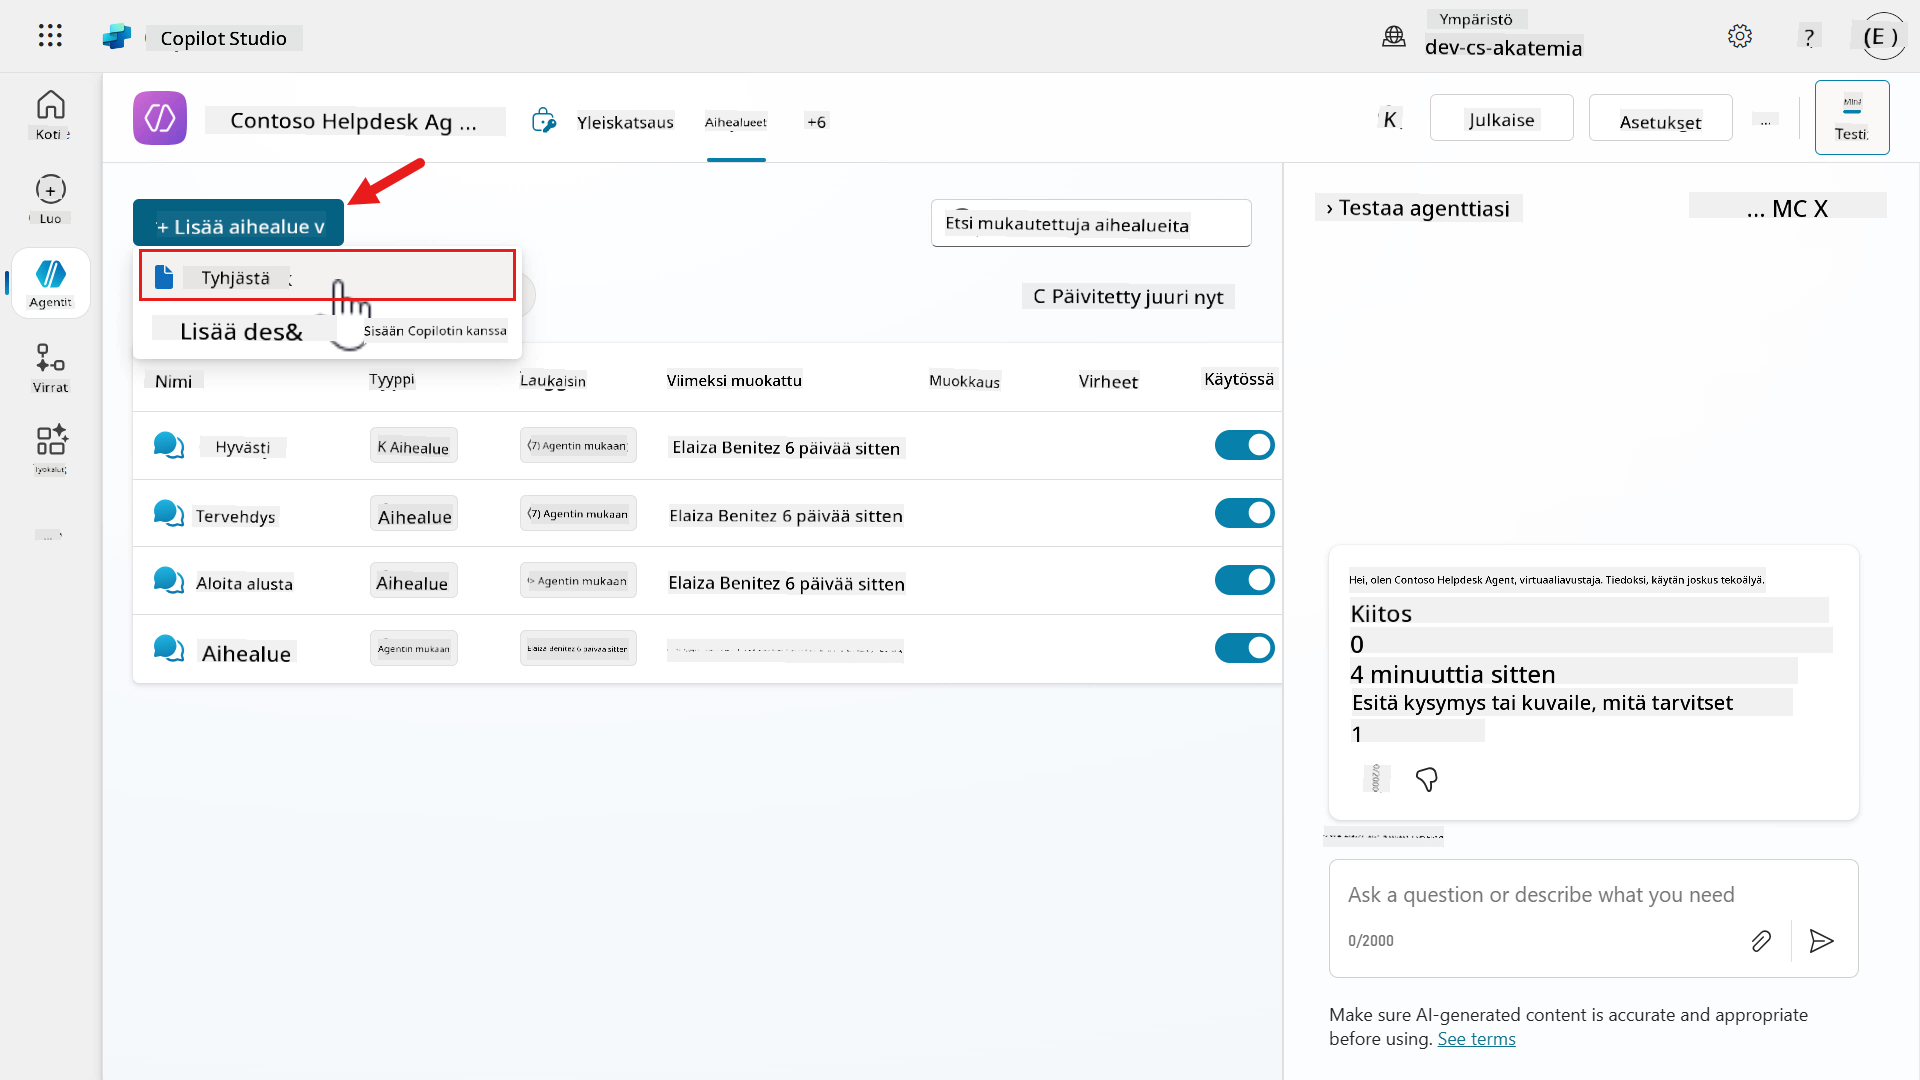 Copilot Studio
Ympäristö
dev-cs-akatemia
?
(E )
Koti
Luo
Agentit
Virrat
Työkalut
...
Contoso Helpdesk Ag ...
Yleiskatsaus
Aihealueet
+6
K
Julkaise
Asetukset
...
Testi
+ Lisää aihealue v
Tyhjästä
Lisää des&
Sisään Copilotin kanssa
Etsi mukautettuja aihealueita
C Päivitetty juuri nyt
Nimi Tyyppi Laukaisin Viimeksi muokattu Muokkaus Virheet Käytössä
Hyvästi K Aihealue (7) Agentin mukaan Elaiza Benitez 6 päivää sitten
Tervehdys Aihealue (7) Agentin mukaan Elaiza Benitez 6 päivää sitten
Aloita alusta Aihealue Agentin mukaan Elaiza Benitez 6 päivää sitten
Aihealue Agentin mukaan Elaiza Benitez 6 päivää sitten
› Testaa agenttiasi
... MC X
Hei, olen Contoso Helpdesk Agent, virtuaaliavustaja. Tiedoksi, käytän joskus tekoälyä.
Kiitos
0
4 minuuttia sitten
Esitä kysymys tai kuvaile, mitä tarvitset
1
0/2000
Ask a question or describe what you need
0/2000
Make sure AI-generated content is accurate and appropriate
before using. See terms